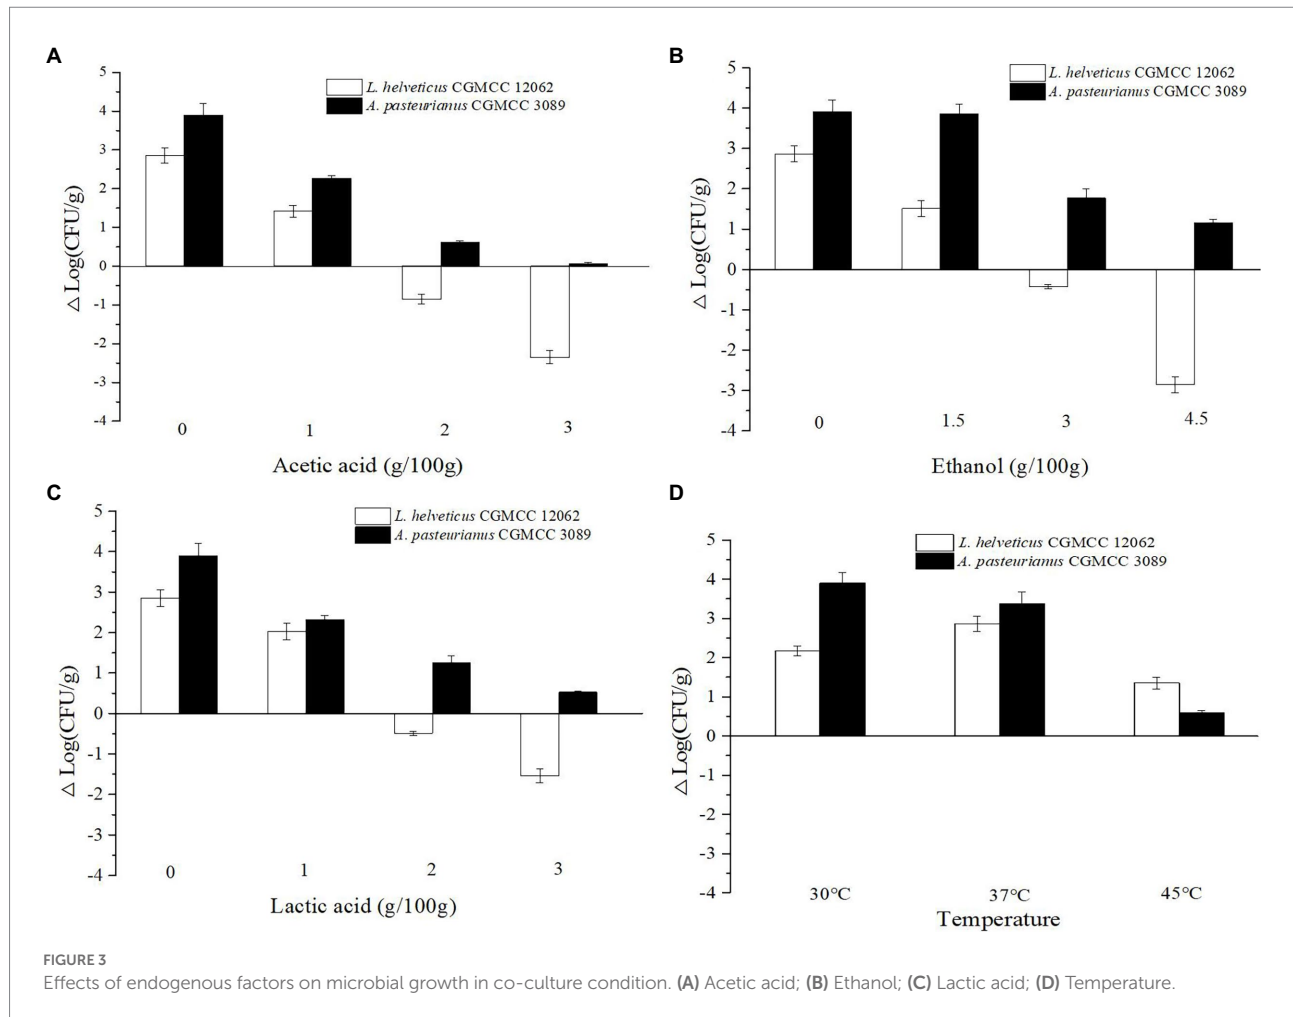 A
5
4
3
2
1
0
-1
-2
-3
-4
△ Log(CFU/g)
L. helveticus CGMCC 12062
A. pasteurianus CGMCC 3089
0 1 2 3
Acetic acid (g/100g)
B
5
4
3
2
1
0
-1
-2
-3
-4
△ Log(CFU/g)
L. helveticus CGMCC 12062
A. pasteurianus CGMCC 3089
0 1.5 3 4.5
Ethanol (g/100g)
C
5
4
3
2
1
0
-1
-2
-3
-4
△ Log(CFU/g)
L. helveticus CGMCC 12062
A. pasteurianus CGMCC 3089
0 1 2 3
Lactic acid (g/100g)
D
5
4
3
2
1
0
-1
-2
-3
-4
△ Log(CFU/g)
L. helveticus CGMCC 12062
A. pasteurianus CGMCC 3089
30°C 37°C 45°C
Temperature
FIGURE 3
Effects of endogenous factors on microbial growth in co-culture condition. (A) Acetic acid; (B) Ethanol; (C) Lactic acid; (D) Temperature.